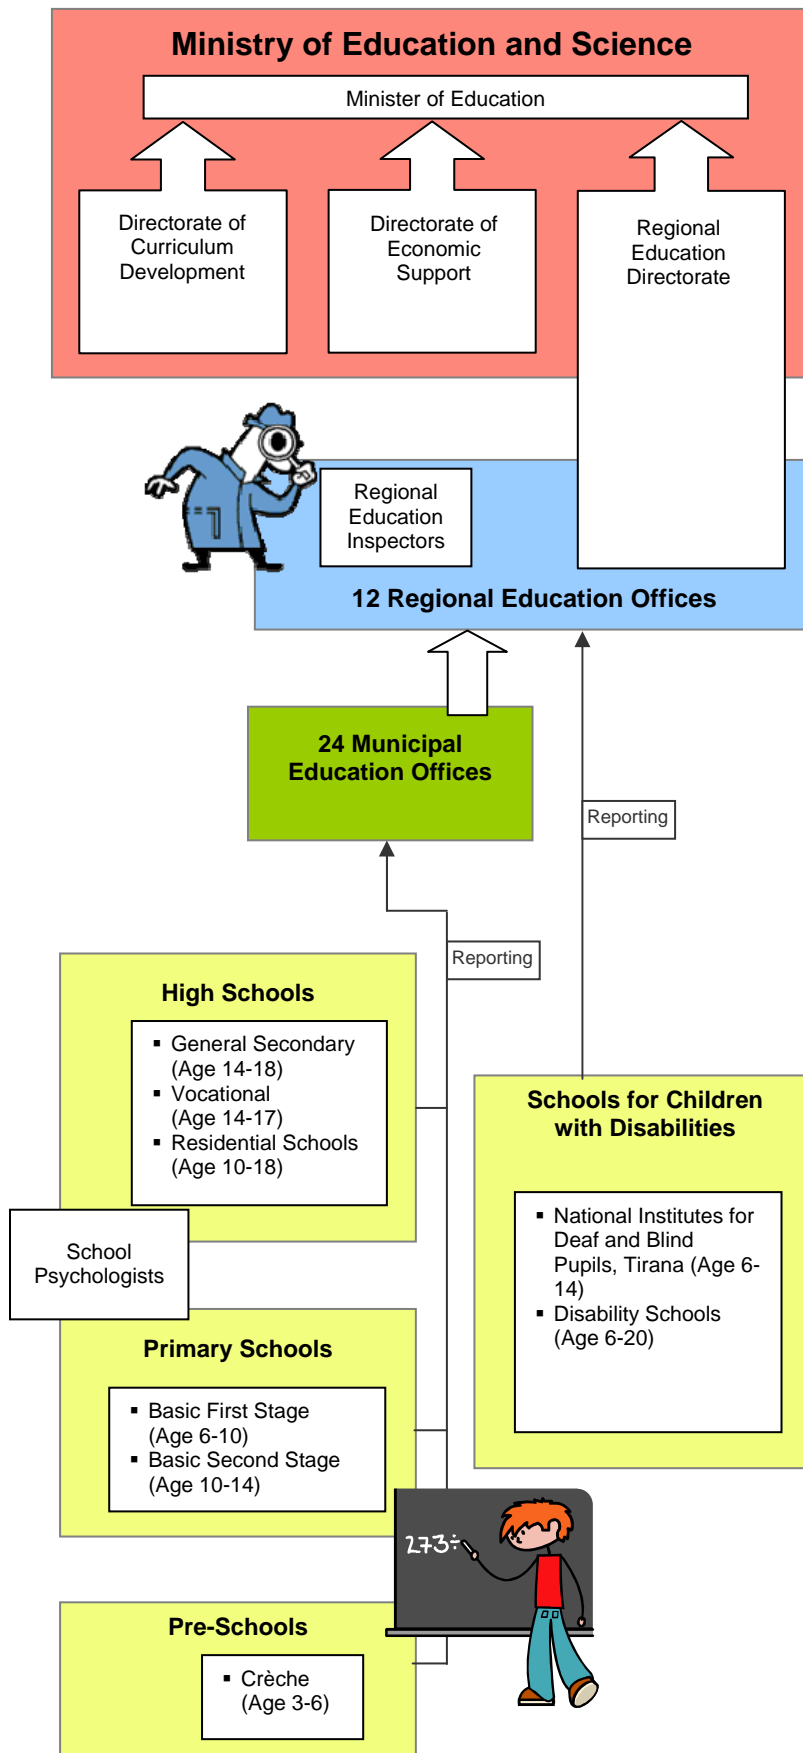 Ministry of Education and Science
Minister of Education
Directorate of
Curriculum
Development
Directorate of
Economic
Support
Regional
Education
Directorate
Regional
Education
Inspectors
12 Regional Education Offices
24 Municipal
Education Offices
Reporting
Reporting
High Schools
▪ General Secondary
(Age 14-18)
▪ Vocational
(Age 14-17)
▪ Residential Schools
(Age 10-18)
Schools for Children
with Disabilities
▪ National Institutes for
Deaf and Blind
Pupils, Tirana (Age 6-
14)
▪ Disability Schools
(Age 6-20)
School
Psychologists
Primary Schools
▪ Basic First Stage
(Age 6-10)
▪ Basic Second Stage
(Age 10-14)
273÷
Pre-Schools
▪ Crèche
(Age 3-6)